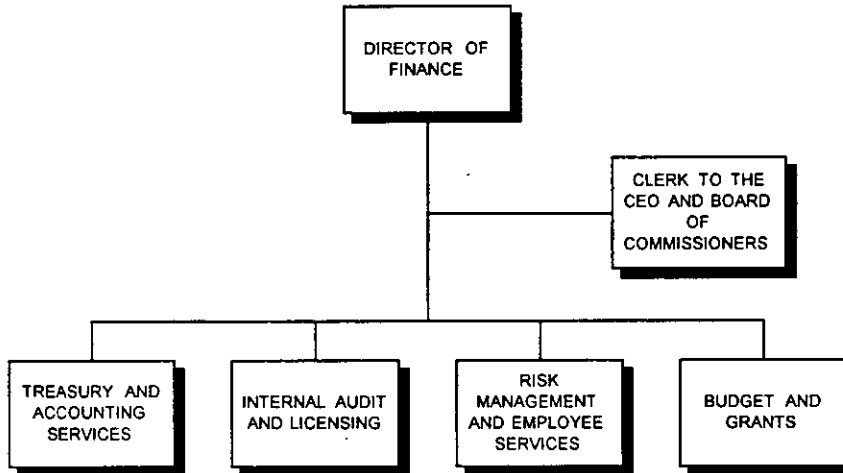 DIRECTOR OF
FINANCE
CLERK TO THE
CEO AND BOARD
OF
COMMISSIONERS
TREASURY AND
ACCOUNTING
SERVICES
INTERNAL AUDIT
AND LICENSING
RISK
MANAGEMENT
AND EMPLOYEE
SERVICES
BUDGET AND
GRANTS